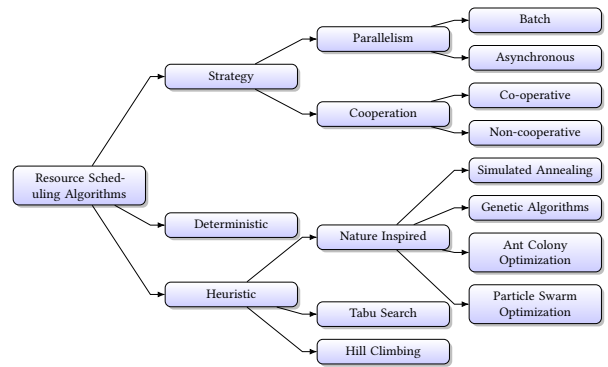 Resource Sched-
uling Algorithms
Strategy
Deterministic
Heuristic
Parallelism
Cooperation
Nature Inspired
Tabu Search
Hill Climbing
Batch
Asynchronous
Co-operative
Non-cooperative
Simulated Annealing
Genetic Algorithms
Ant Colony
Optimization
Particle Swarm
Optimization